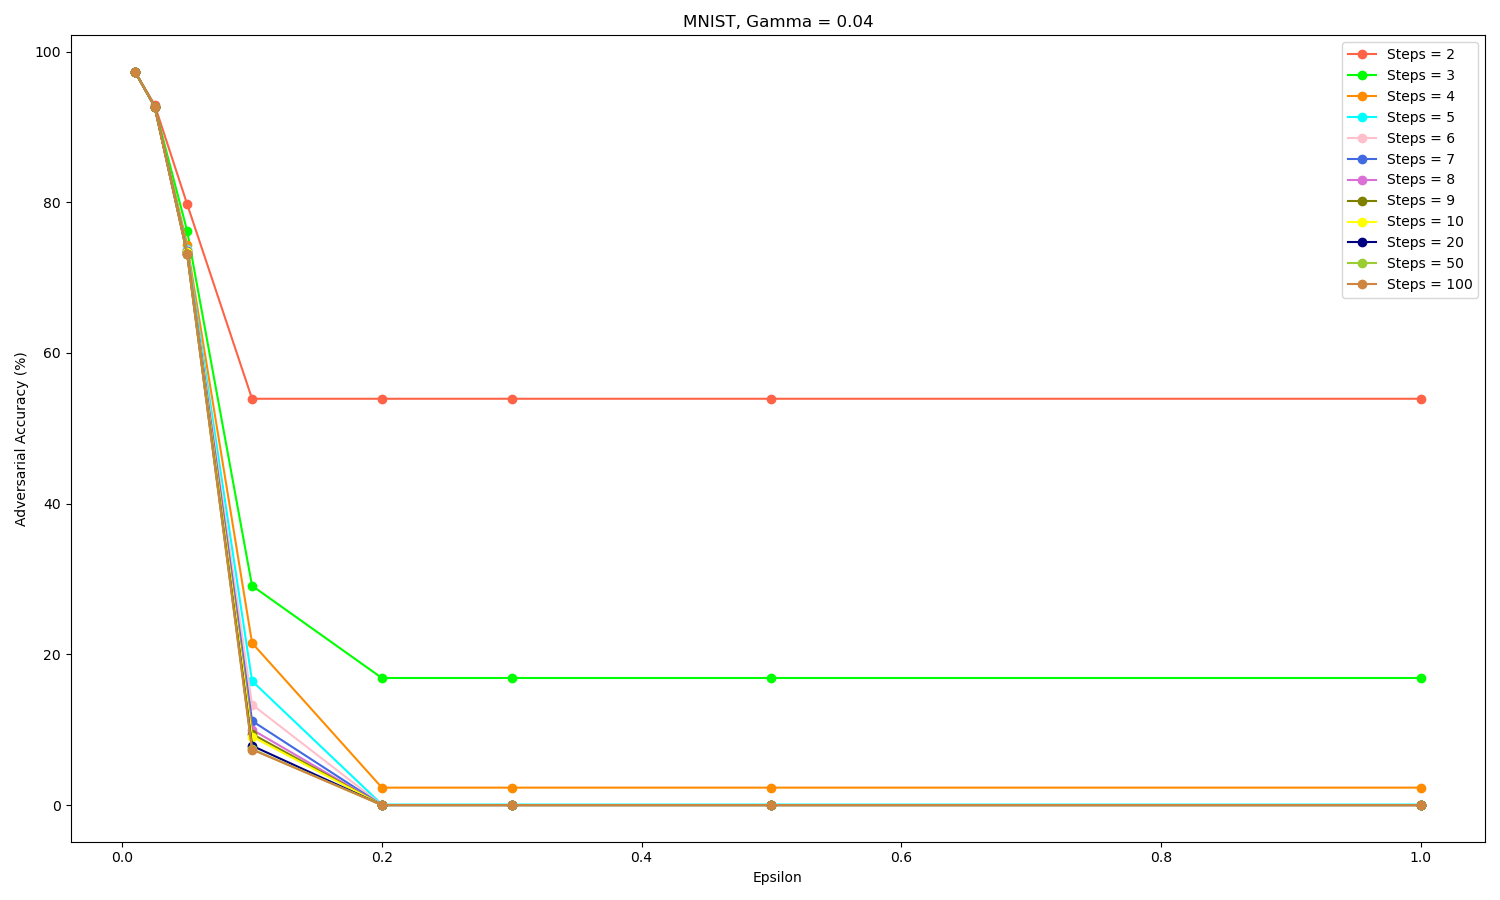 MNIST, Gamma = 0.04
100
80
60
40
20
0
Adversarial Accuracy (%)
0.0
0.2
0.4
0.6
0.8
1.0
Epsilon
Steps = 2
Steps = 3
Steps = 4
Steps = 5
Steps = 6
Steps = 7
Steps = 8
Steps = 9
Steps = 10
Steps = 20
Steps = 50
Steps = 100